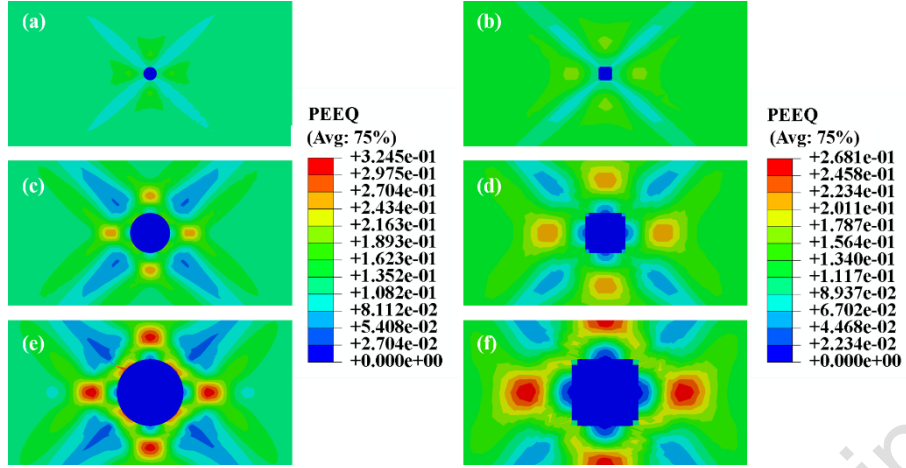 (a)
(b)
PEEQ
(Avg: 75%)
+3.245e-01
+2.975e-01
+2.704e-01
+2.434e-01
+2.163e-01
+1.893e-01
+1.623e-01
+1.352e-01
+1.082e-01
+8.112e-02
+5.408e-02
+2.704e-02
+0.000e+00
PEEQ
(Avg: 75%)
+2.681e-01
+2.458e-01
+2.234e-01
+2.011e-01
+1.787e-01
+1.564e-01
+1.340e-01
+1.117e-01
+8.937e-02
+6.702e-02
+4.468e-02
+2.234e-02
+0.000e+00
(c)
(d)
(e)
(f)